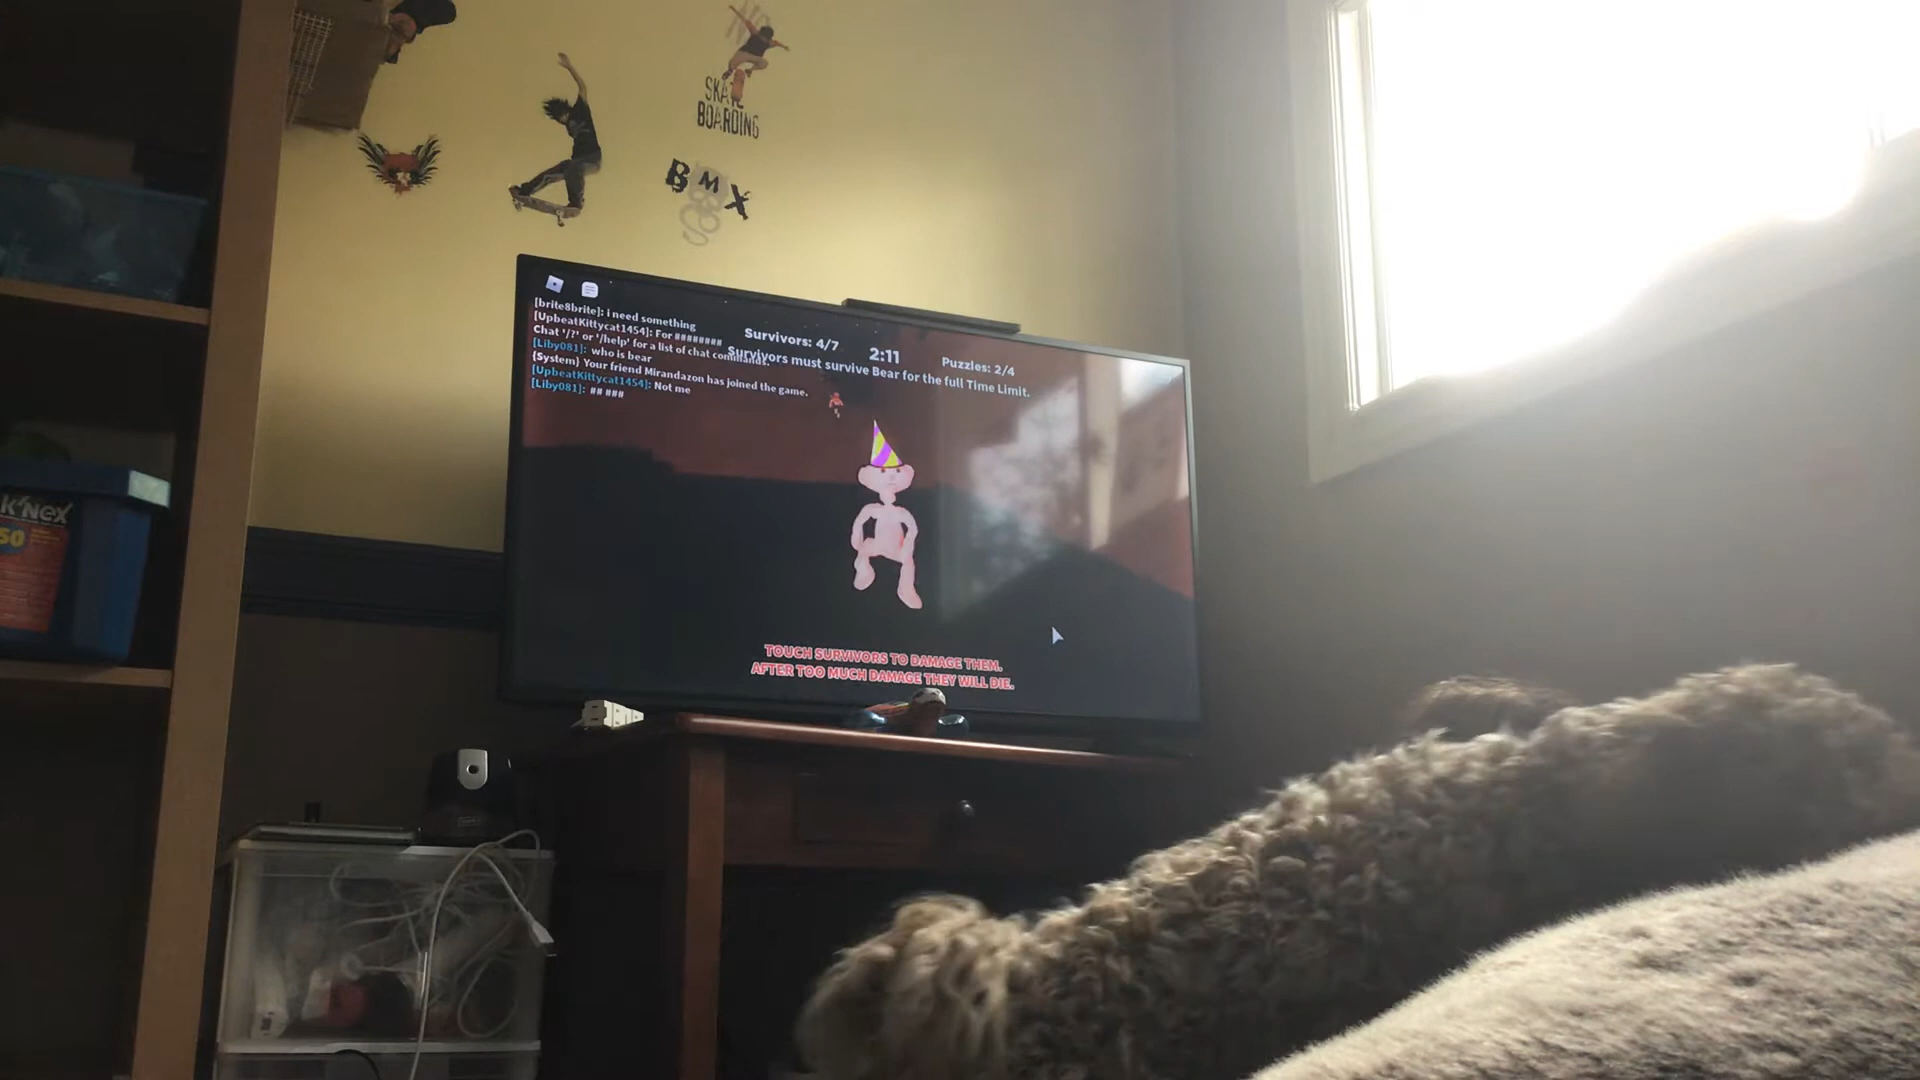 SKATE
BOARDING
BMX
[brite8brite]: i need something
[UpbeatKittycat1454]: For ########
Chat '/?' or '/help' for a list of chat commands.
[Liby081]: who is bear
{System} Your friend Mirandazon has joined the game.
[UpbeatKittycat1454]: Not me
[Liby081]: ## ###
Survivors: 4/7
2:11
Puzzles: 2/4
Survivors must survive Bear for the full Time Limit.
TOUCH SURVIVORS TO DAMAGE THEM.
AFTER TOO MUCH DAMAGE THEY WILL DIE.
K'NEX
50